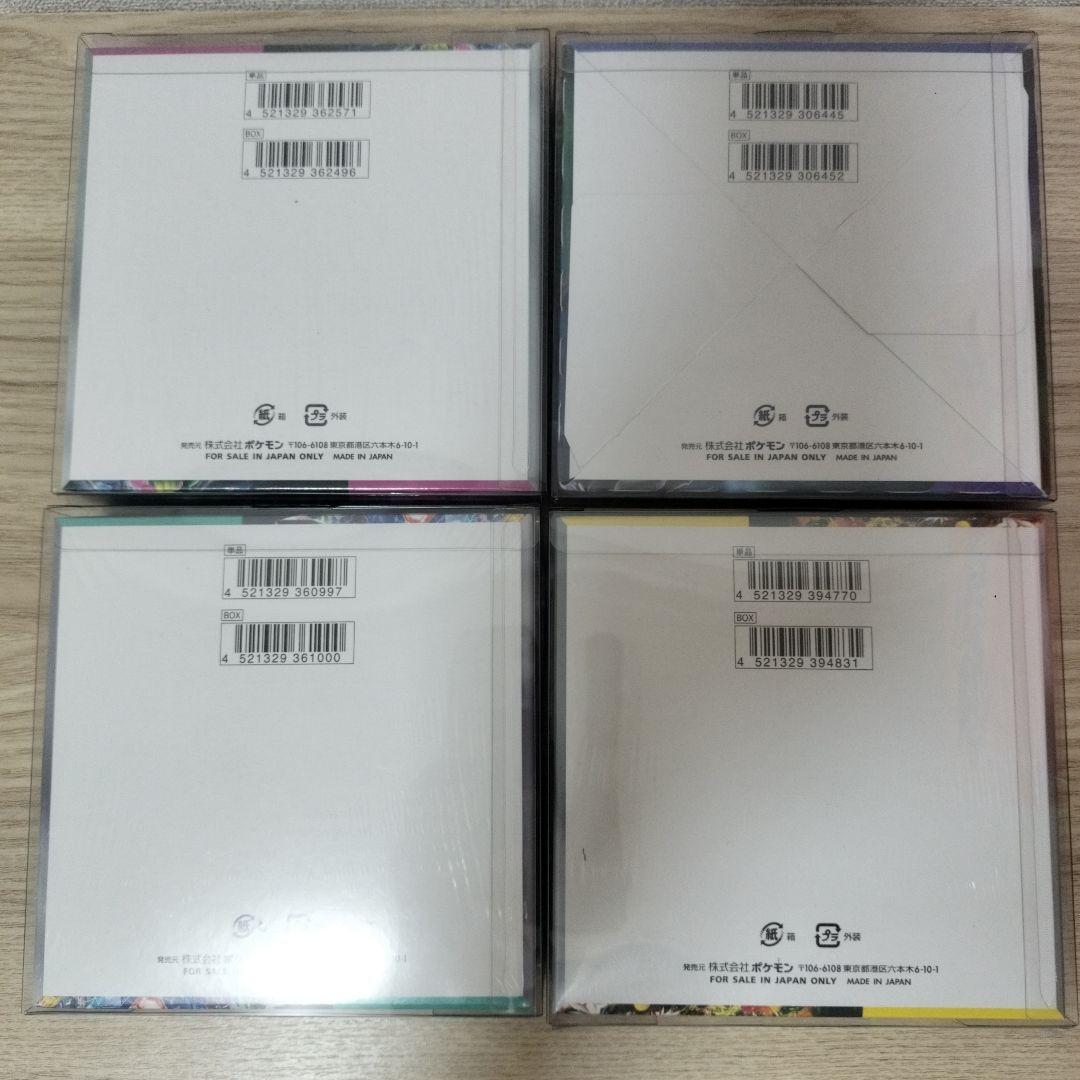 単品
4 521329 362571
BOX
4 521329 362496
紙 箱 プラ 外装
発売元 株式会社 ポケモン 〒106-6108 東京都港区六本木6-10-1
FOR SALE IN JAPAN ONLY MADE IN JAPAN
単品
4 521329 306445
BOX
4 521329 306452
紙 箱 プラ 外装
発売元 株式会社 ポケモン 〒106-6108 東京都港区六本木6-10-1
FOR SALE IN JAPAN ONLY MADE IN JAPAN
単品
4 521329 360997
BOX
4 521329 361000
紙
発売元 株式会社
FOR SALE IN
単品
4 521329 394770
BOX
4 521329 394831
紙 箱 プラ 外装
発売元 株式会社 ポケモン 〒106-6108 東京都港区六本木6-10-1
FOR SALE IN JAPAN ONLY MADE IN JAPAN